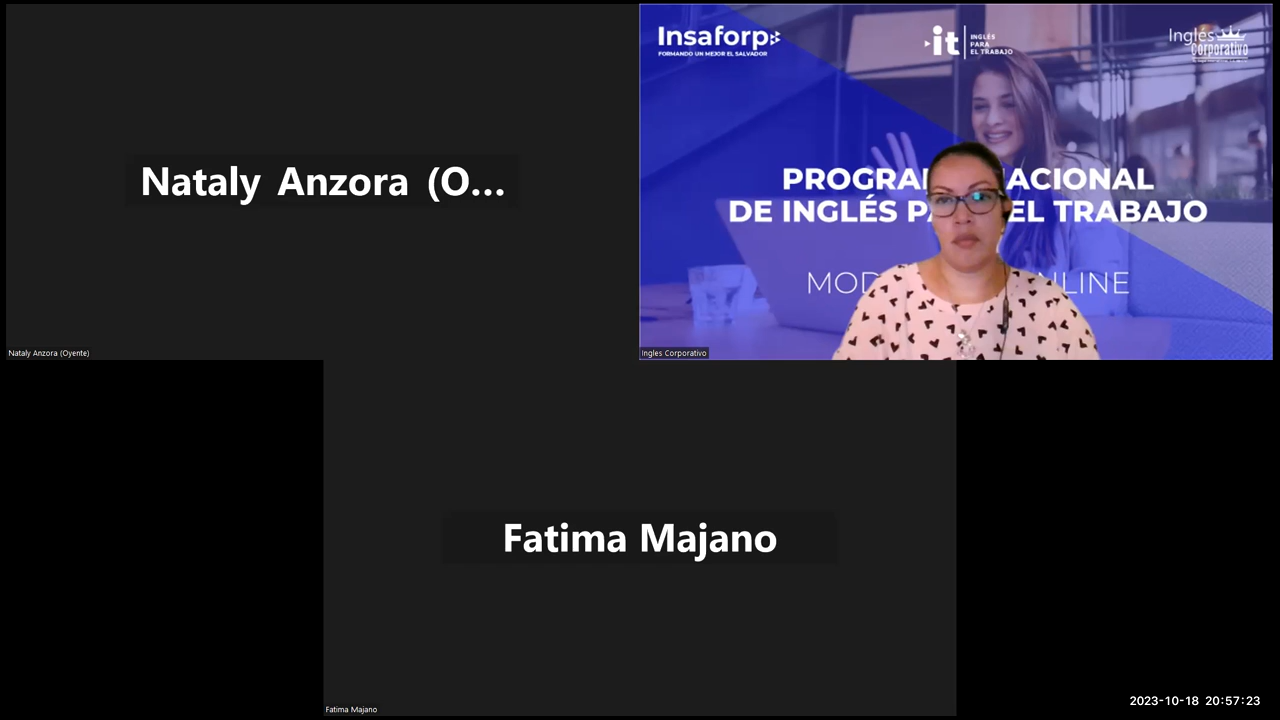 Nataly Anzora (O...
Nataly Anzora (Oyente)
Insaforp
FORMANDO UN MEJOR EL SALVADOR
it
INGLÉS
PARA
EL TRABAJO
Inglés
Corporativo
PROGRA ACIONAL
DE INGLÉS P EL TRABAJO
MOD NLINE
Ingles Corporativo
Fatima Majano
Fatima Majano
2023-10-18 20:57:23